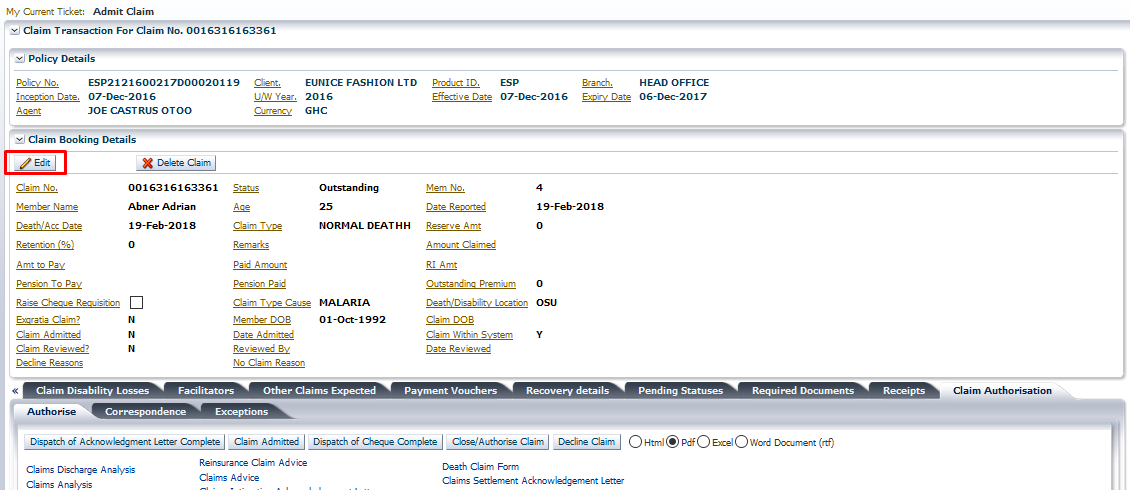 My Current Ticket: Admit Claim
Claim Transaction For Claim No. 0016316163361
Policy Details
Policy No. ESP2121600217D00020119 Client. EUNICE FASHION LTD Product ID. ESP Branch. HEAD OFFICE
Inception Date. 07-Dec-2016 U/W Year. 2016 Effective Date 07-Dec-2016 Expiry Date 06-Dec-2017
Agent JOE CASTRUS OTOO Currency GHC
Claim Booking Details
Edit Delete Claim
Claim No. 0016316163361 Status Outstanding Mem No. 4
Member Name Abner Adrian Age 25 Date Reported 19-Feb-2018
Death/Acc Date 19-Feb-2018 Claim Type NORMAL DEATHH Reserve Amt 0
Retention (%) 0 Remarks Amount Claimed
Amt to Pay Paid Amount RI Amt
Pension To Pay Pension Paid Outstanding Premium 0
Raise Cheque Requisition Claim Type Cause MALARIA Death/Disability Location OSU
Exgratia Claim? N Member DOB 01-Oct-1992 Claim DOB
Claim Admitted N Date Admitted Claim Within System Y
Claim Reviewed? N Reviewed By Date Reviewed
Decline Reasons No Claim Reason
« Claim Disability Losses Facilitators Other Claims Expected Payment Vouchers Recovery details Pending Statuses Required Documents Receipts Claim Authorisation
Authorise Correspondence Exceptions
Dispatch of Acknowledgment Letter Complete Claim Admitted Dispatch of Cheque Complete Close/Authorise Claim Decline Claim Html Pdf Excel Word Document (rtf)
Claims Discharge Analysis Reinsurance Claim Advice Death Claim Form
Claims Analysis Claims Advice Claims Settlement Acknowledgement Letter